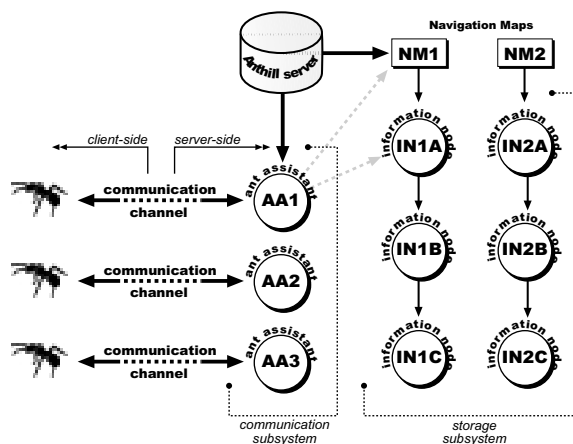 Navigation Maps
Anthill server
NM1
NM2
client-side
server-side
information node
IN1A
information node
IN2A
ant assistant
AA1
communication
channel
information node
IN1B
information node
IN2B
ant assistant
AA2
communication
channel
information node
IN1C
information node
IN2C
ant assistant
AA3
communication
channel
communication
subsystem
storage
subsystem